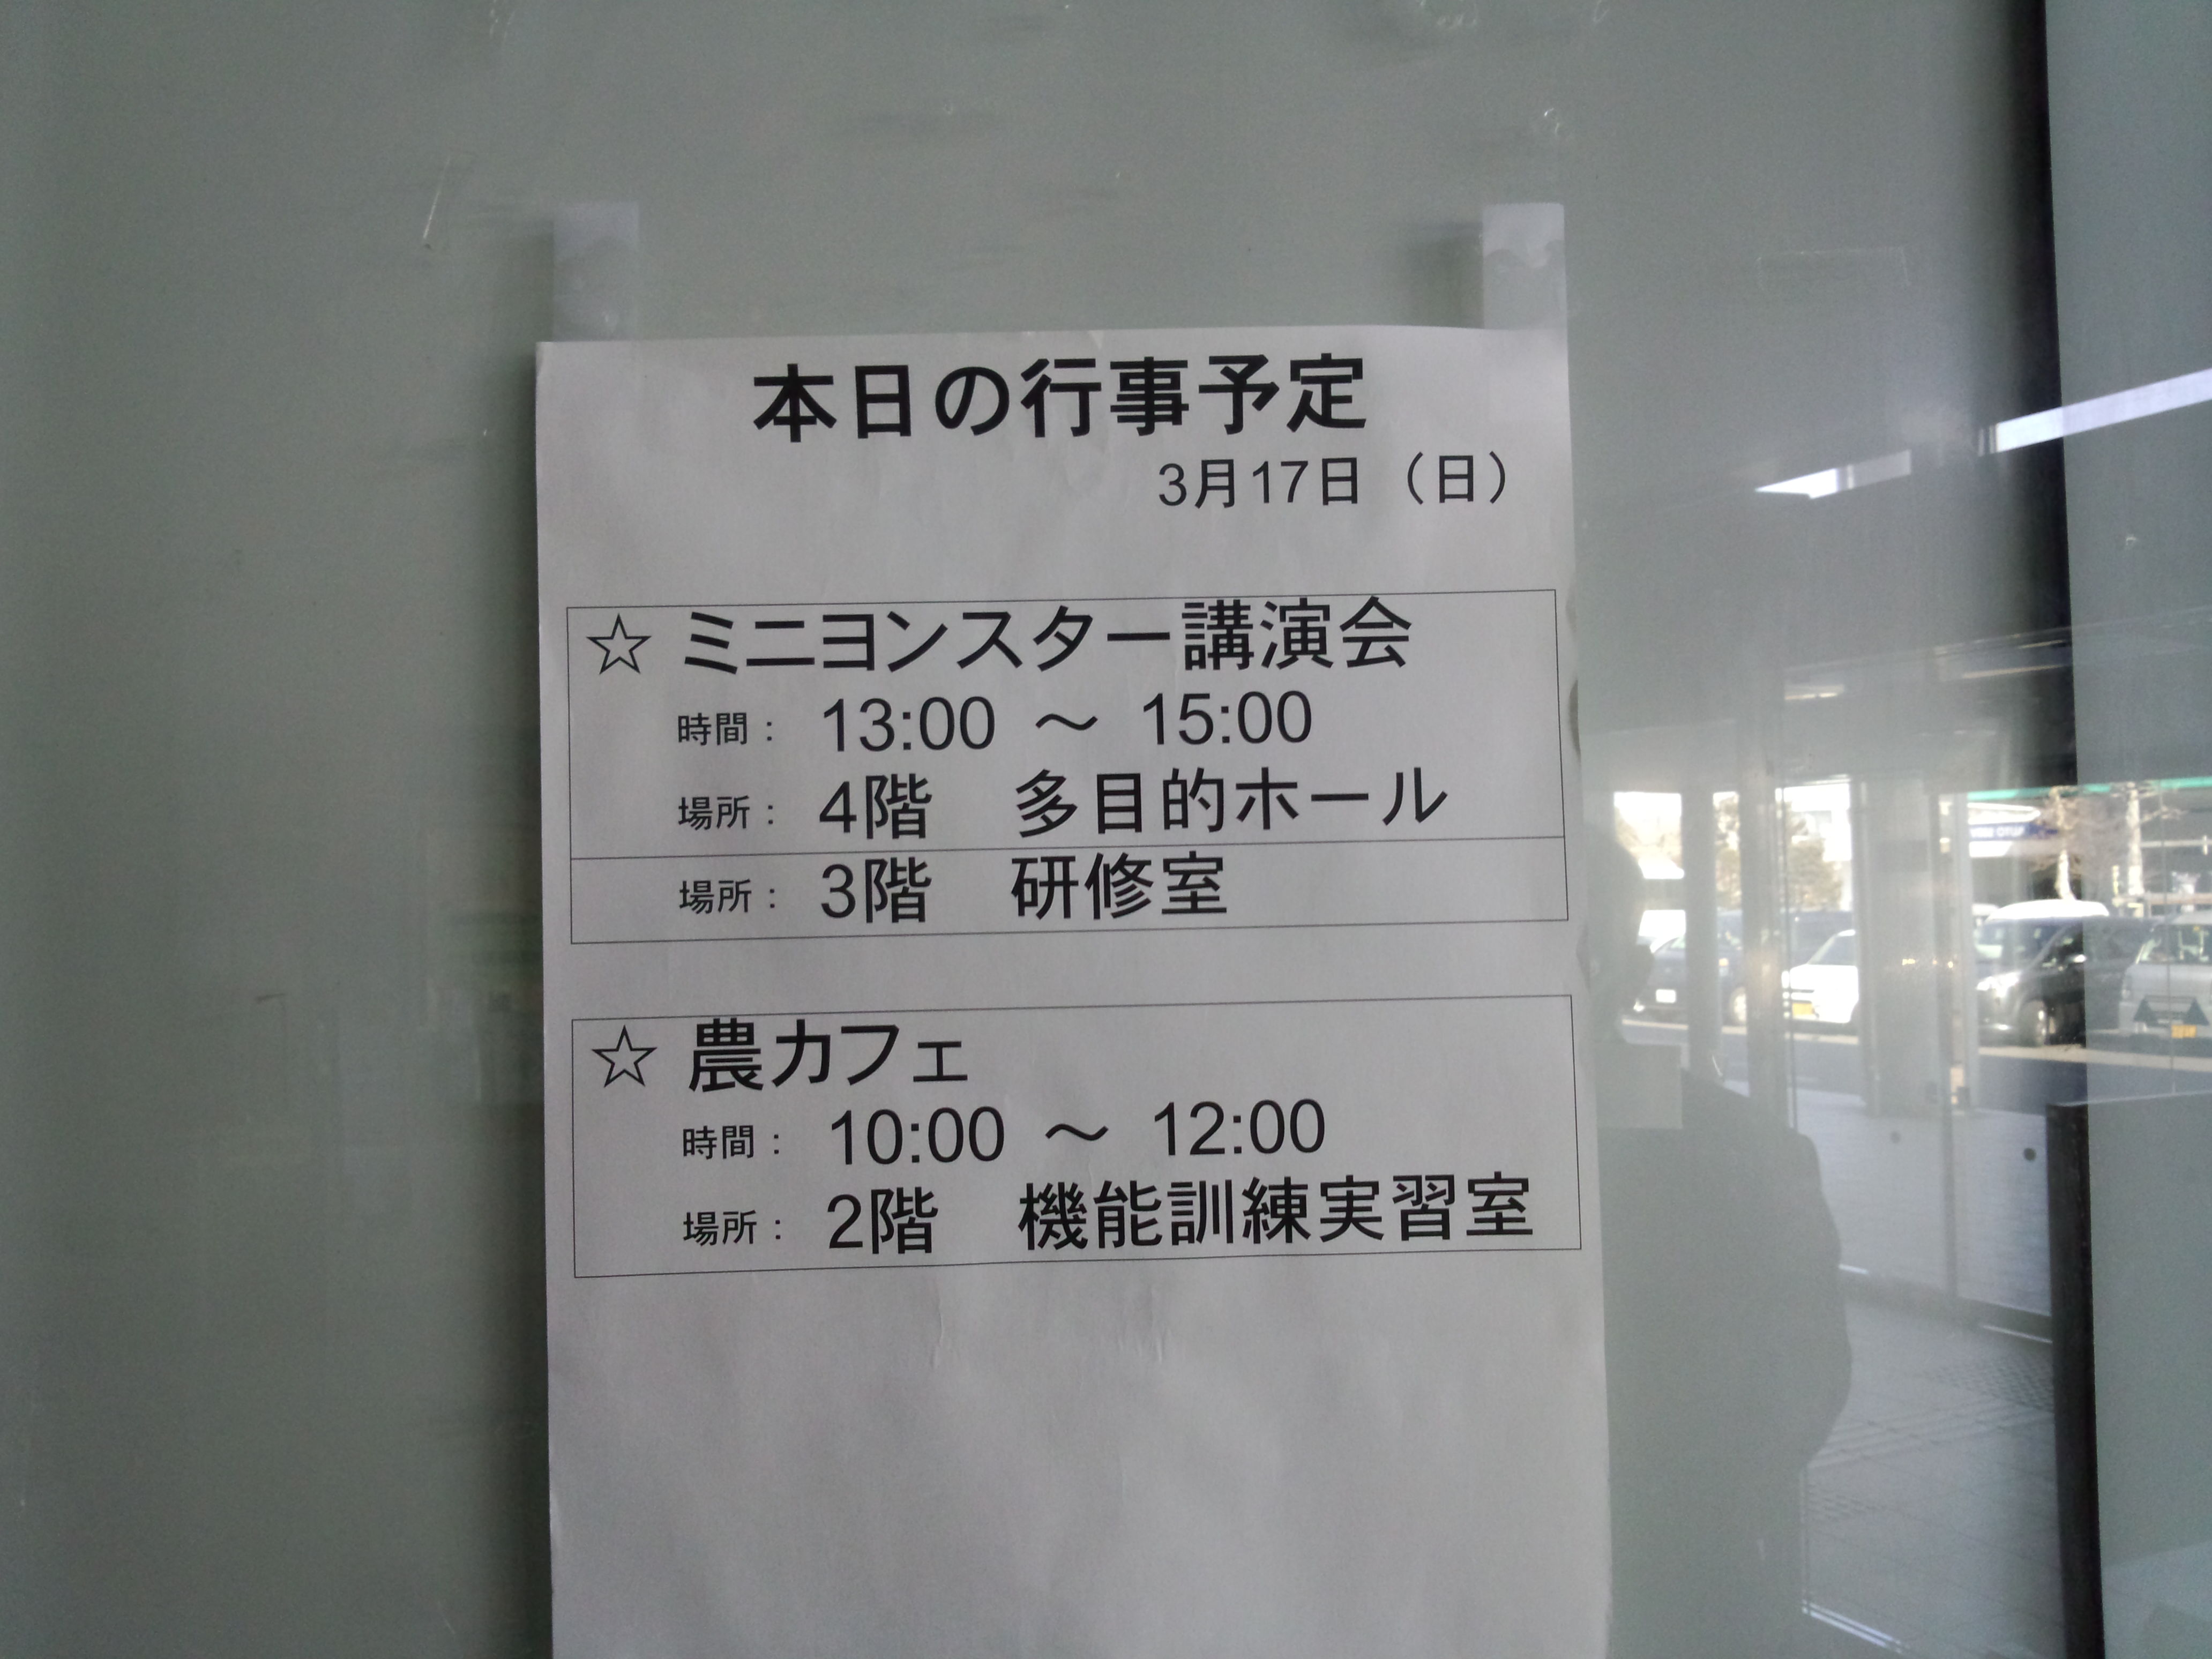 本日の行事予定
3月17日（日）
☆ ミニヨンスター講演会
時間： 13:00 ～ 15:00
場所： 4階　多目的ホール
場所： 3階　研修室
☆ 農カフェ
時間： 10:00 ～ 12:00
場所： 2階　機能訓練実習室